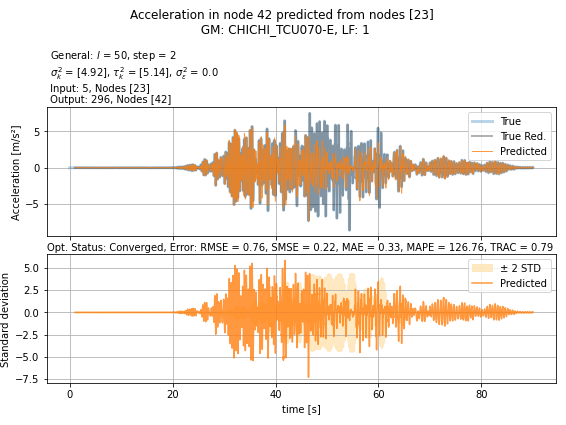 Acceleration in node 42 predicted from nodes [23]
GM: CHICHI_TCU070-E, LF: 1
General: l = 50, step = 2
σ²ₖ = [4.92], τ²ₖ = [5.14], σ²ε = 0.0
Input: 5, Nodes [23]
Output: 296, Nodes [42]
True
True Red.
Predicted
Acceleration [m/s²]
5
0
−5
Opt. Status: Converged, Error: RMSE = 0.76, SMSE = 0.22, MAE = 0.33, MAPE = 126.76, TRAC = 0.79
± 2 STD
Predicted
Standard deviation
5.0
2.5
0.0
−2.5
−5.0
−7.5
0 20 40 60 80
time [s]